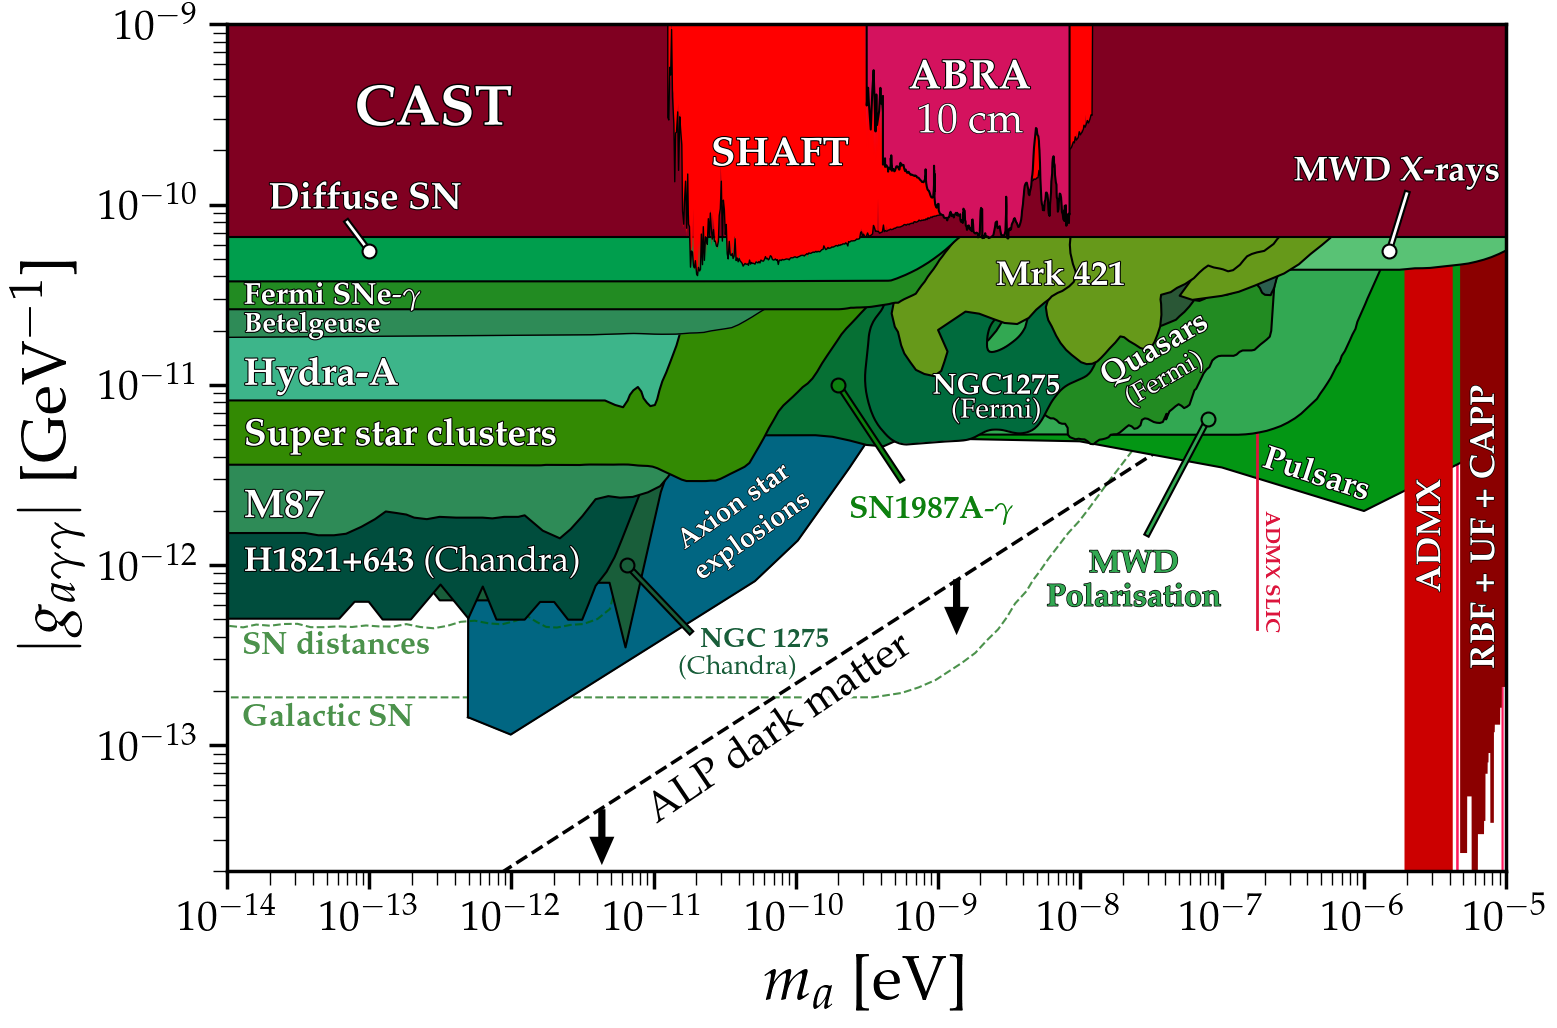 10⁻⁹
10⁻¹⁰
10⁻¹¹
10⁻¹²
10⁻¹³
|g_{aγγ}| [GeV⁻¹]
CAST
SHAFT
ABRA
10 cm
MWD X-rays
Diffuse SN
Mrk 421
Fermi SNe-γ
Betelgeuse
Hydra-A
Quasars
(Fermi)
NGC1275
(Fermi)
Super star clusters
Pulsars
M87
Axion star
explosions
SN1987A-γ
H1821+643 (Chandra)
MWD
Polarisation
ADMX SLIC
ADMX
RBF + UF + CAPP
SN distances
NGC 1275
(Chandra)
Galactic SN
ALP dark matter
10⁻¹⁴
10⁻¹³
10⁻¹²
10⁻¹¹
10⁻¹⁰
10⁻⁹
10⁻⁸
10⁻⁷
10⁻⁶
10⁻⁵
m_a [eV]